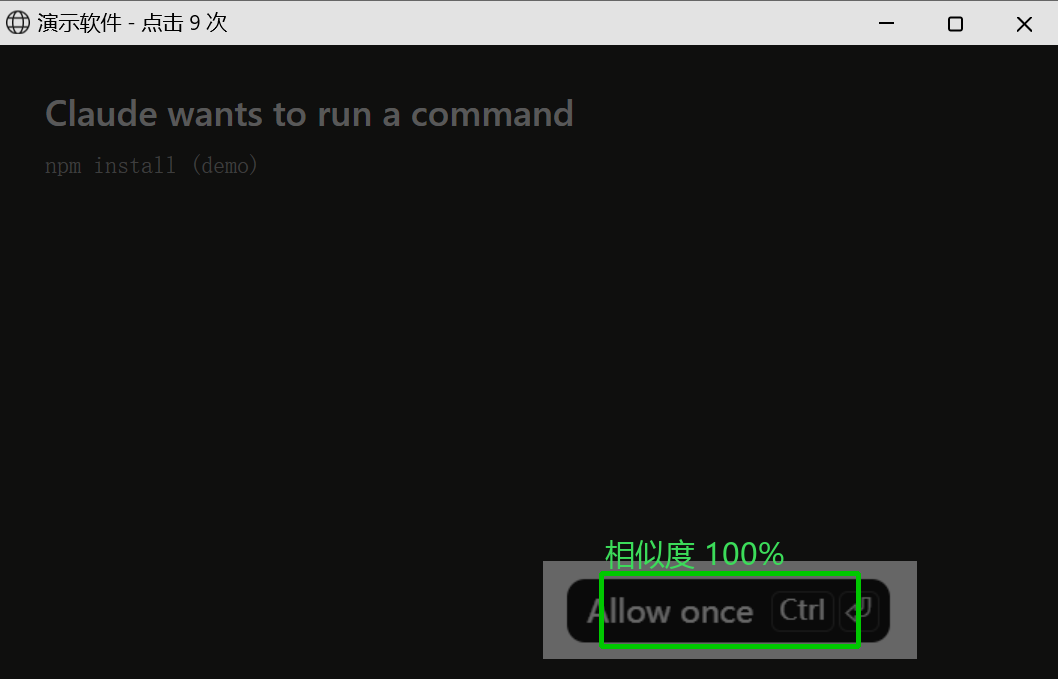 演示软件 - 点击 9 次
Claude wants to run a command
npm install (demo)
相似度 100%
Allow once Ctrl ⏎